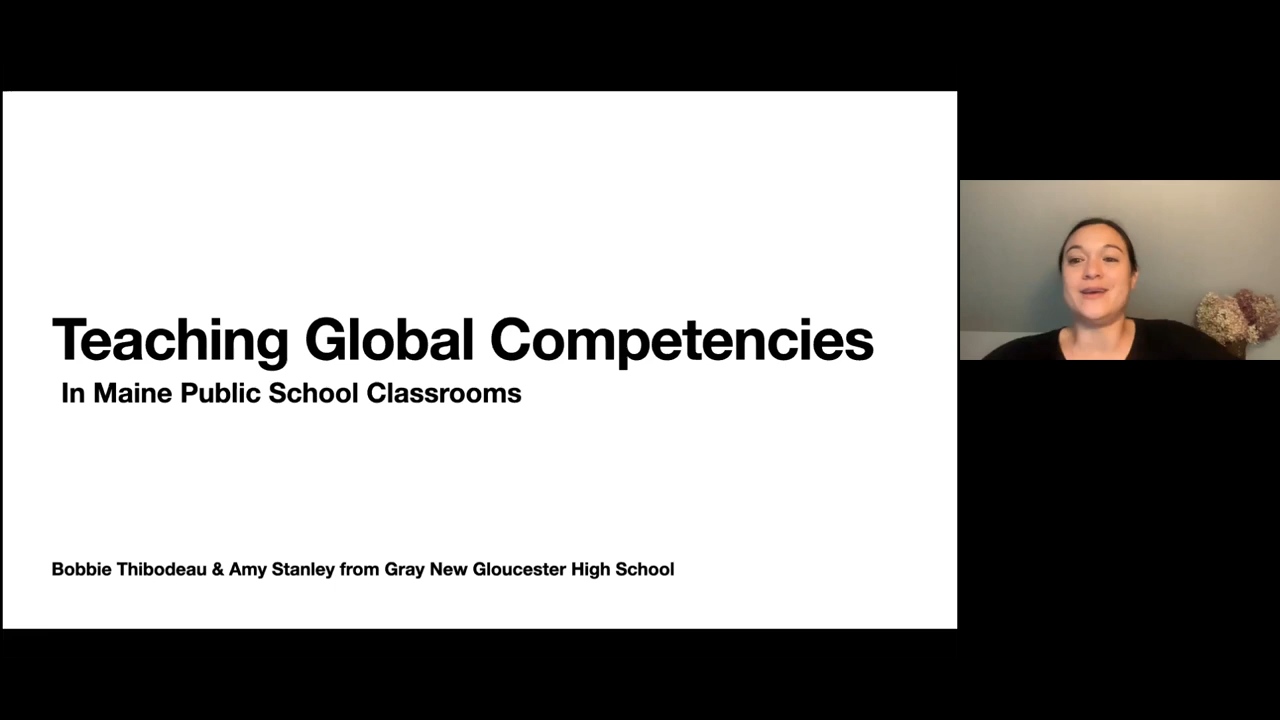 Teaching Global Competencies
In Maine Public School Classrooms
Bobbie Thibodeau & Amy Stanley from Gray New Gloucester High School